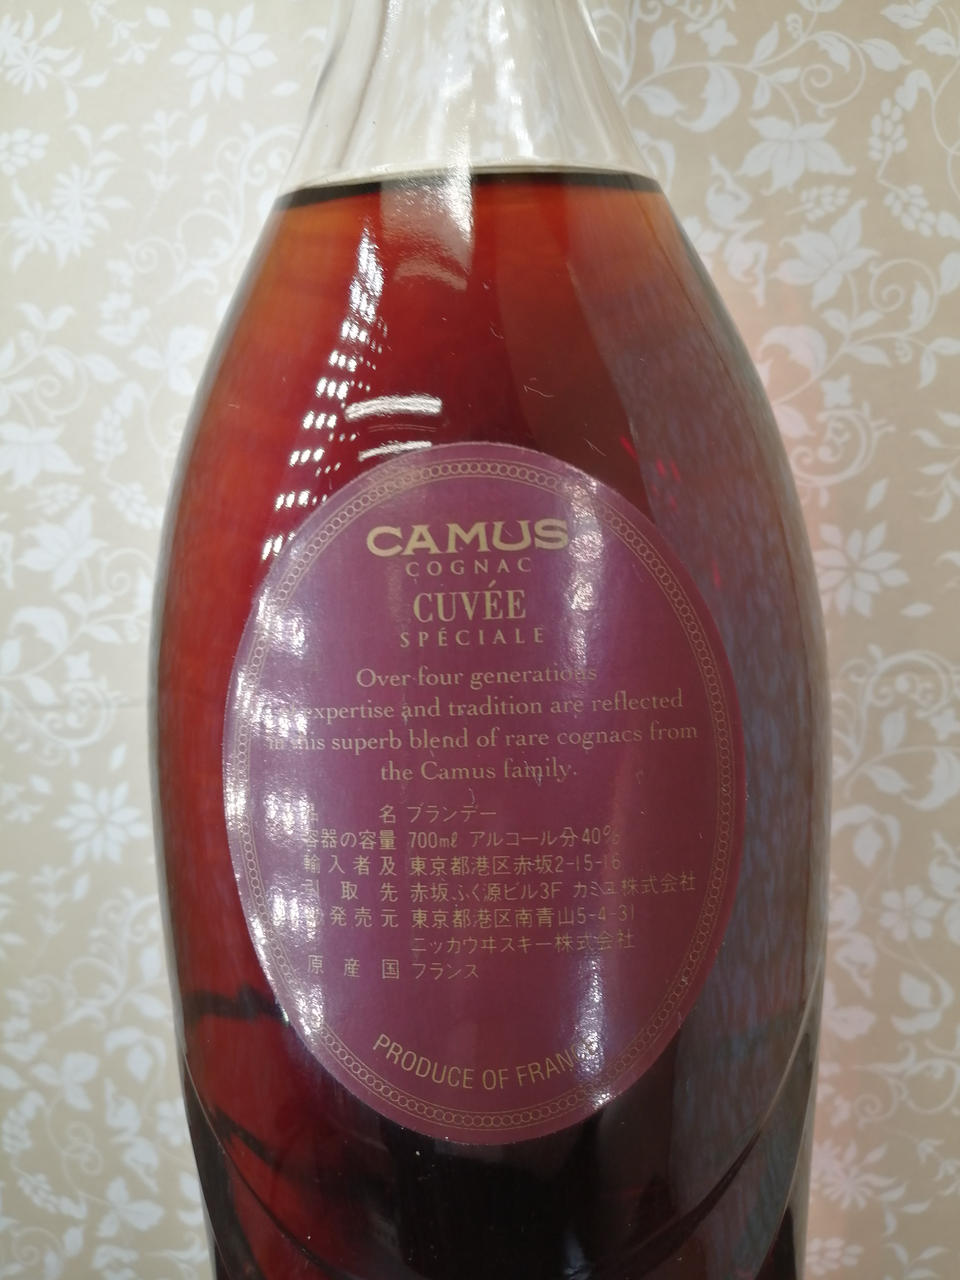 CAMUS
COGNAC
CUVÉE
SPÉCIALE
Over four generations
expertise and tradition are reflected
in this superb blend of rare cognacs from
the Camus family.
名 ブランデー
容器の容量 700mℓ アルコール分40%
輸入者及 東京都港区赤坂2-15-16
引取先 赤坂ふく源ビル3F カミユ株式会社
発売元 東京都港区南青山5-4-31
ニッカウヰスキー株式会社
原産国 フランス
PRODUCE OF FRANCE